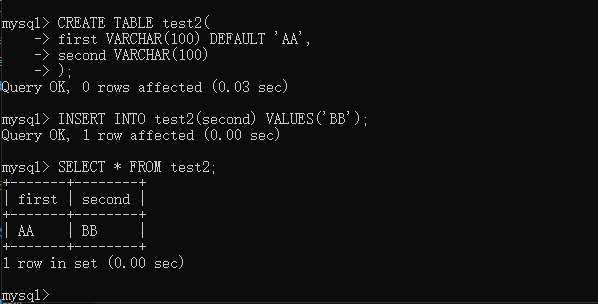 mysql> CREATE TABLE test2(
    -> first VARCHAR(100) DEFAULT 'AA',
    -> second VARCHAR(100)
    -> );
Query OK, 0 rows affected (0.03 sec)
mysql> INSERT INTO test2(second) VALUES('BB');
Query OK, 1 row affected (0.00 sec)
mysql> SELECT * FROM test2;
+-------+--------+
| first | second |
+-------+--------+
| AA    | BB     |
+-------+--------+
1 row in set (0.00 sec)
mysql>